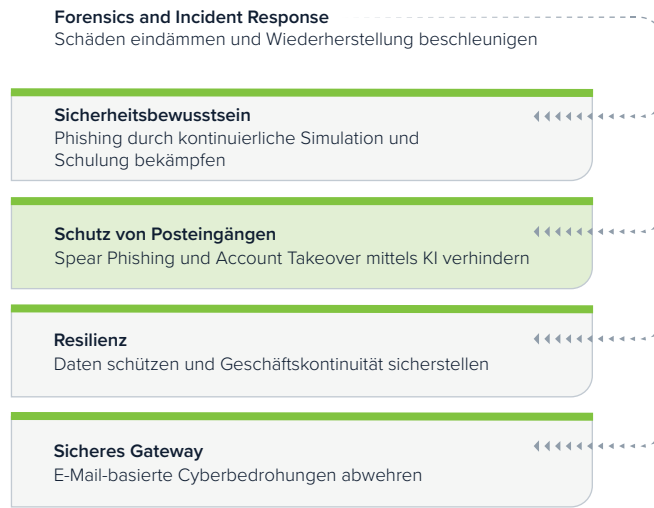 Forensics and Incident Response
Schäden eindämmen und Wiederherstellung beschleunigen
Sicherheitsbewusstsein
Phishing durch kontinuierliche Simulation und
Schulung bekämpfen
Schutz von Posteingängen
Spear Phishing und Account Takeover mittels KI verhindern
Resilienz
Daten schützen und Geschäftskontinuität sicherstellen
Sicheres Gateway
E-Mail-basierte Cyberbedrohungen abwehren